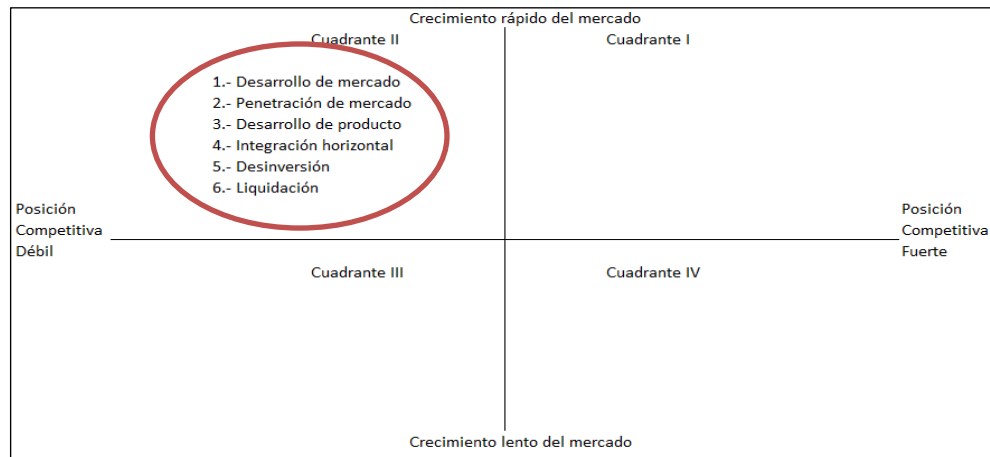 Crecimiento rápido del mercado
Cuadrante II
Cuadrante I
1.- Desarrollo de mercado
2.- Penetración de mercado
3.- Desarrollo de producto
4.- Integración horizontal
5.- Desinversión
6.- Liquidación
Posición
Competitiva
Débil
Posición
Competitiva
Fuerte
Cuadrante III
Cuadrante IV
Crecimiento lento del mercado